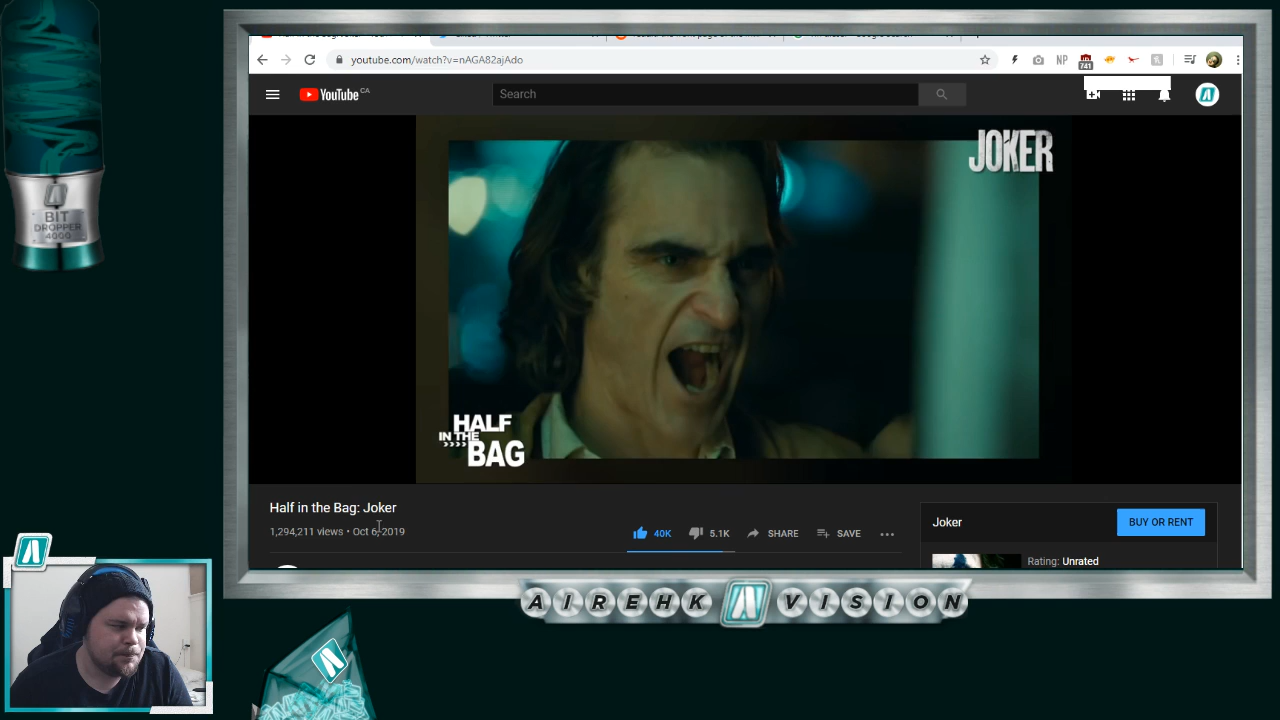 BIT
DROPPER
4000
youtube.com/watch?v=nAGA82ajAdo
NP
741
YouTube CA
Search
JOKER
HALF
IN THE
BAG
Half in the Bag: Joker
1,294,211 views • Oct 6, 2019
40K
5.1K
SHARE
SAVE
Joker
BUY OR RENT
Rating: Unrated
AIREHK VISION